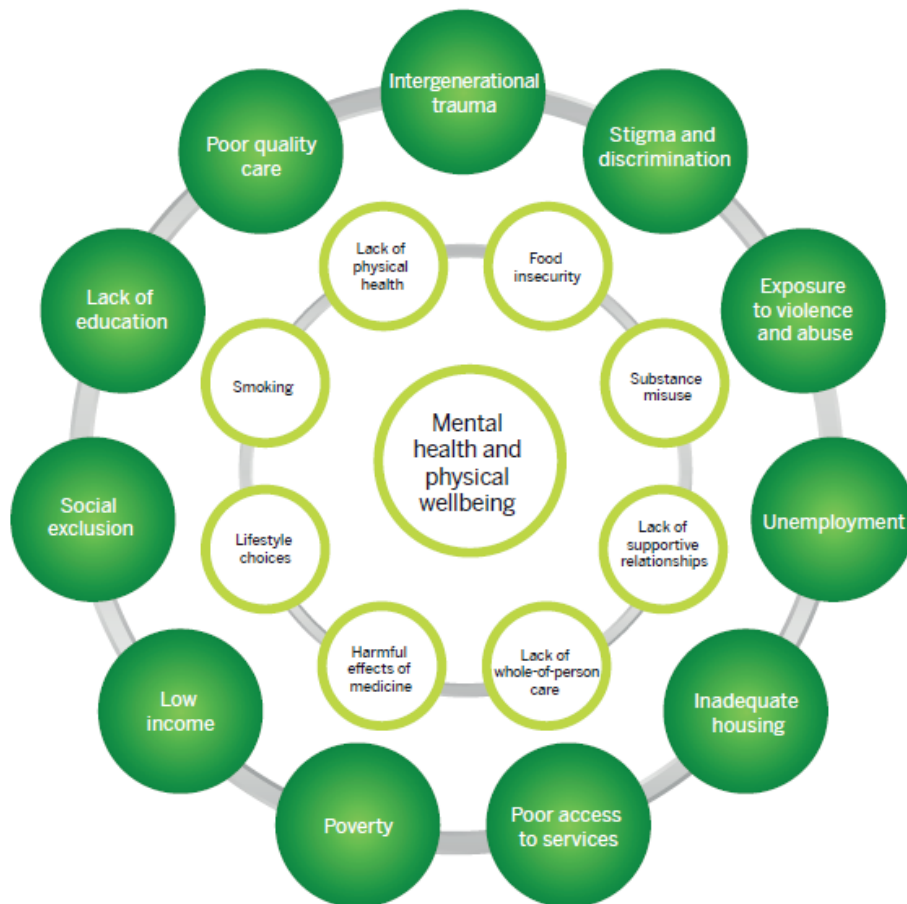 Intergenerational
trauma
Stigma and
discrimination
Exposure
to violence
and abuse
Unemployment
Inadequate
housing
Poor access
to services
Poverty
Low
income
Social
exclusion
Lack of
education
Poor quality
care
Food
insecurity
Substance
misuse
Lack of
supportive
relationships
Lack of
whole-of-person
care
Harmful
effects of
medicine
Lifestyle
choices
Smoking
Lack of
physical
health
Mental
health and
physical
wellbeing